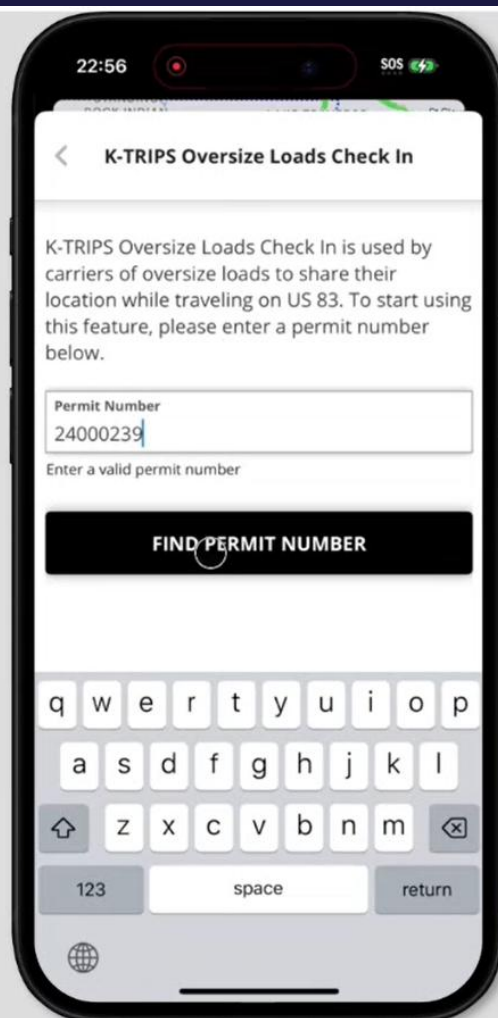 22:56
SOS
K-TRIPS Oversize Loads Check In
K-TRIPS Oversize Loads Check In is used by
carriers of oversize loads to share their
location while traveling on US 83. To start using
this feature, please enter a permit number
below.
Permit Number
24000239
Enter a valid permit number
FIND PERMIT NUMBER
q w e r t y u i o p
a s d f g h j k l
z x c v b n m
123 space return